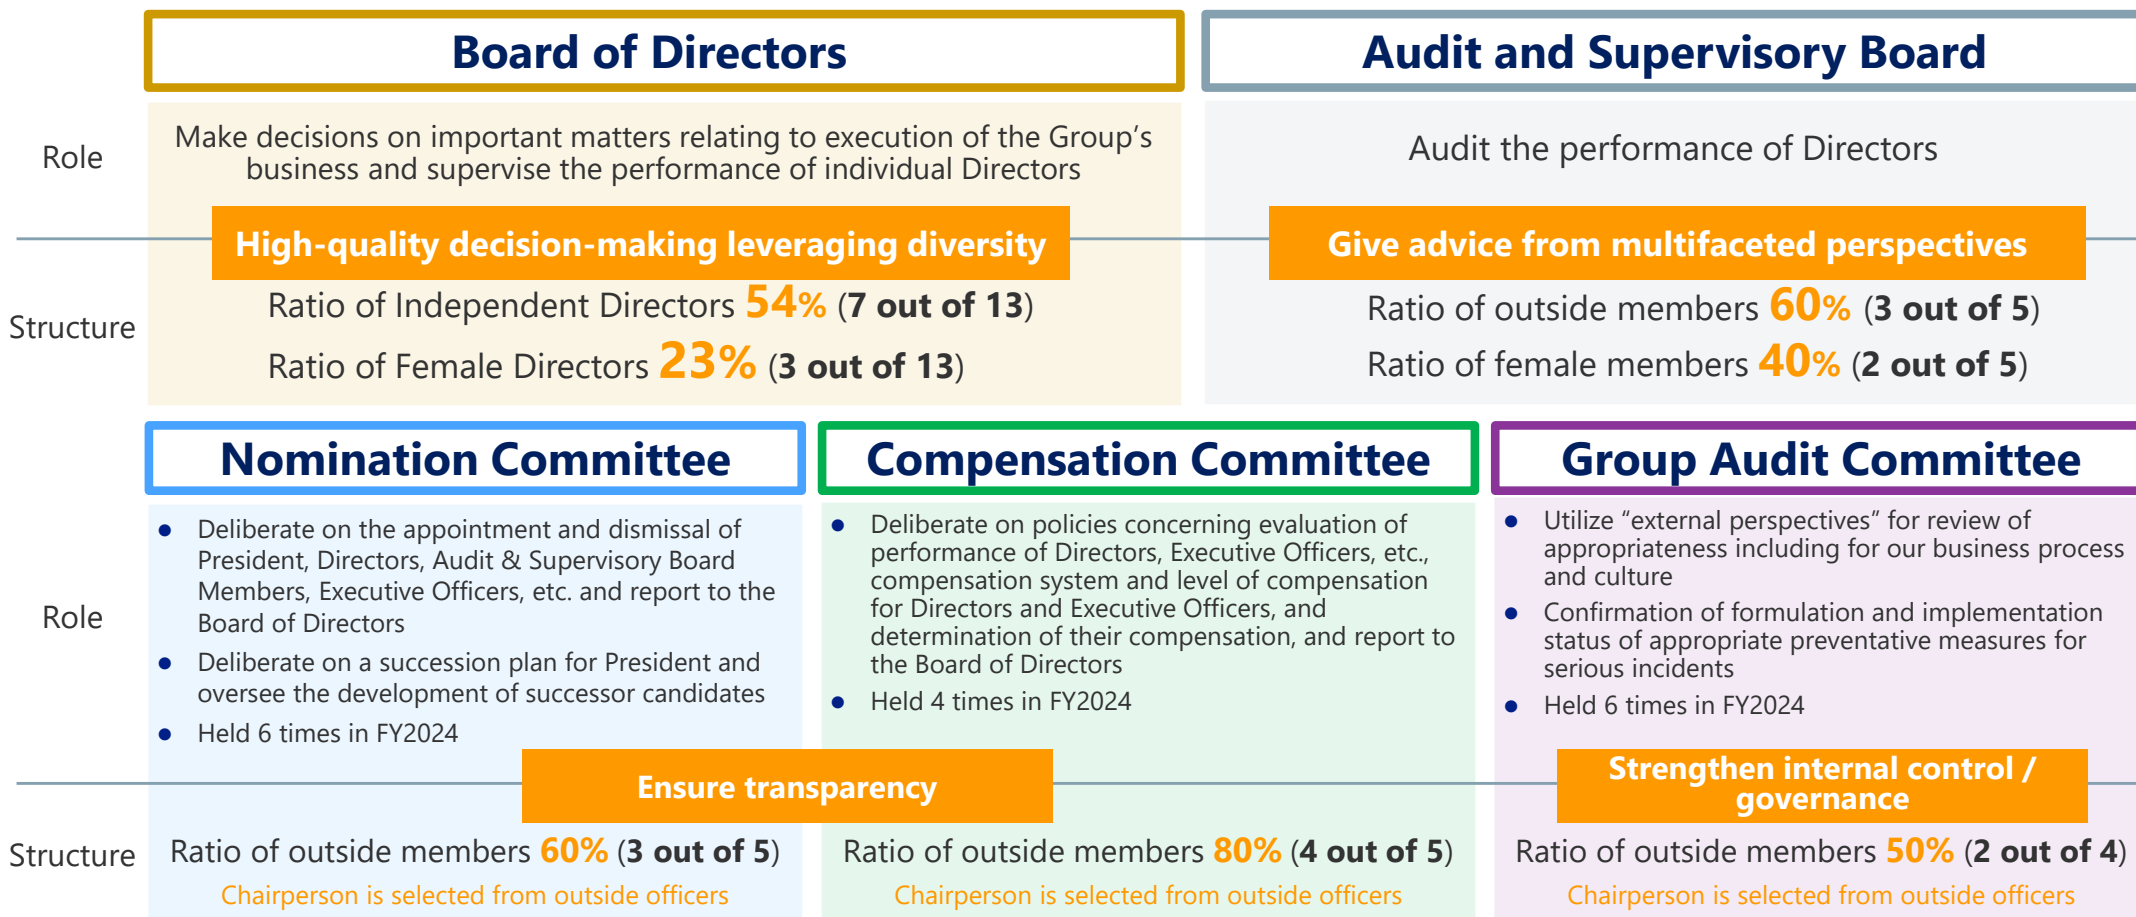 Board of Directors
Audit and Supervisory Board
Role
Make decisions on important matters relating to execution of the Group’s
business and supervise the performance of individual Directors
Audit the performance of Directors
High-quality decision-making leveraging diversity
Give advice from multifaceted perspectives
Structure
Ratio of Independent Directors 54% (7 out of 13)
Ratio of Female Directors 23% (3 out of 13)
Ratio of outside members 60% (3 out of 5)
Ratio of female members 40% (2 out of 5)
Nomination Committee
Compensation Committee
Group Audit Committee
Role
● Deliberate on the appointment and dismissal of
President, Directors, Audit & Supervisory Board
Members, Executive Officers, etc. and report to the
Board of Directors
● Deliberate on a succession plan for President and
oversee the development of successor candidates
● Held 6 times in FY2024
● Deliberate on policies concerning evaluation of
performance of Directors, Executive Officers, etc.,
compensation system and level of compensation
for Directors and Executive Officers, and
determination of their compensation, and report to
the Board of Directors
● Held 4 times in FY2024
● Utilize “external perspectives” for review of
appropriateness including for our business process
and culture
● Confirmation of formulation and implementation
status of appropriate preventative measures for
serious incidents
● Held 6 times in FY2024
Ensure transparency
Strengthen internal control /
governance
Structure
Ratio of outside members 60% (3 out of 5)
Chairperson is selected from outside officers
Ratio of outside members 80% (4 out of 5)
Chairperson is selected from outside officers
Ratio of outside members 50% (2 out of 4)
Chairperson is selected from outside officers